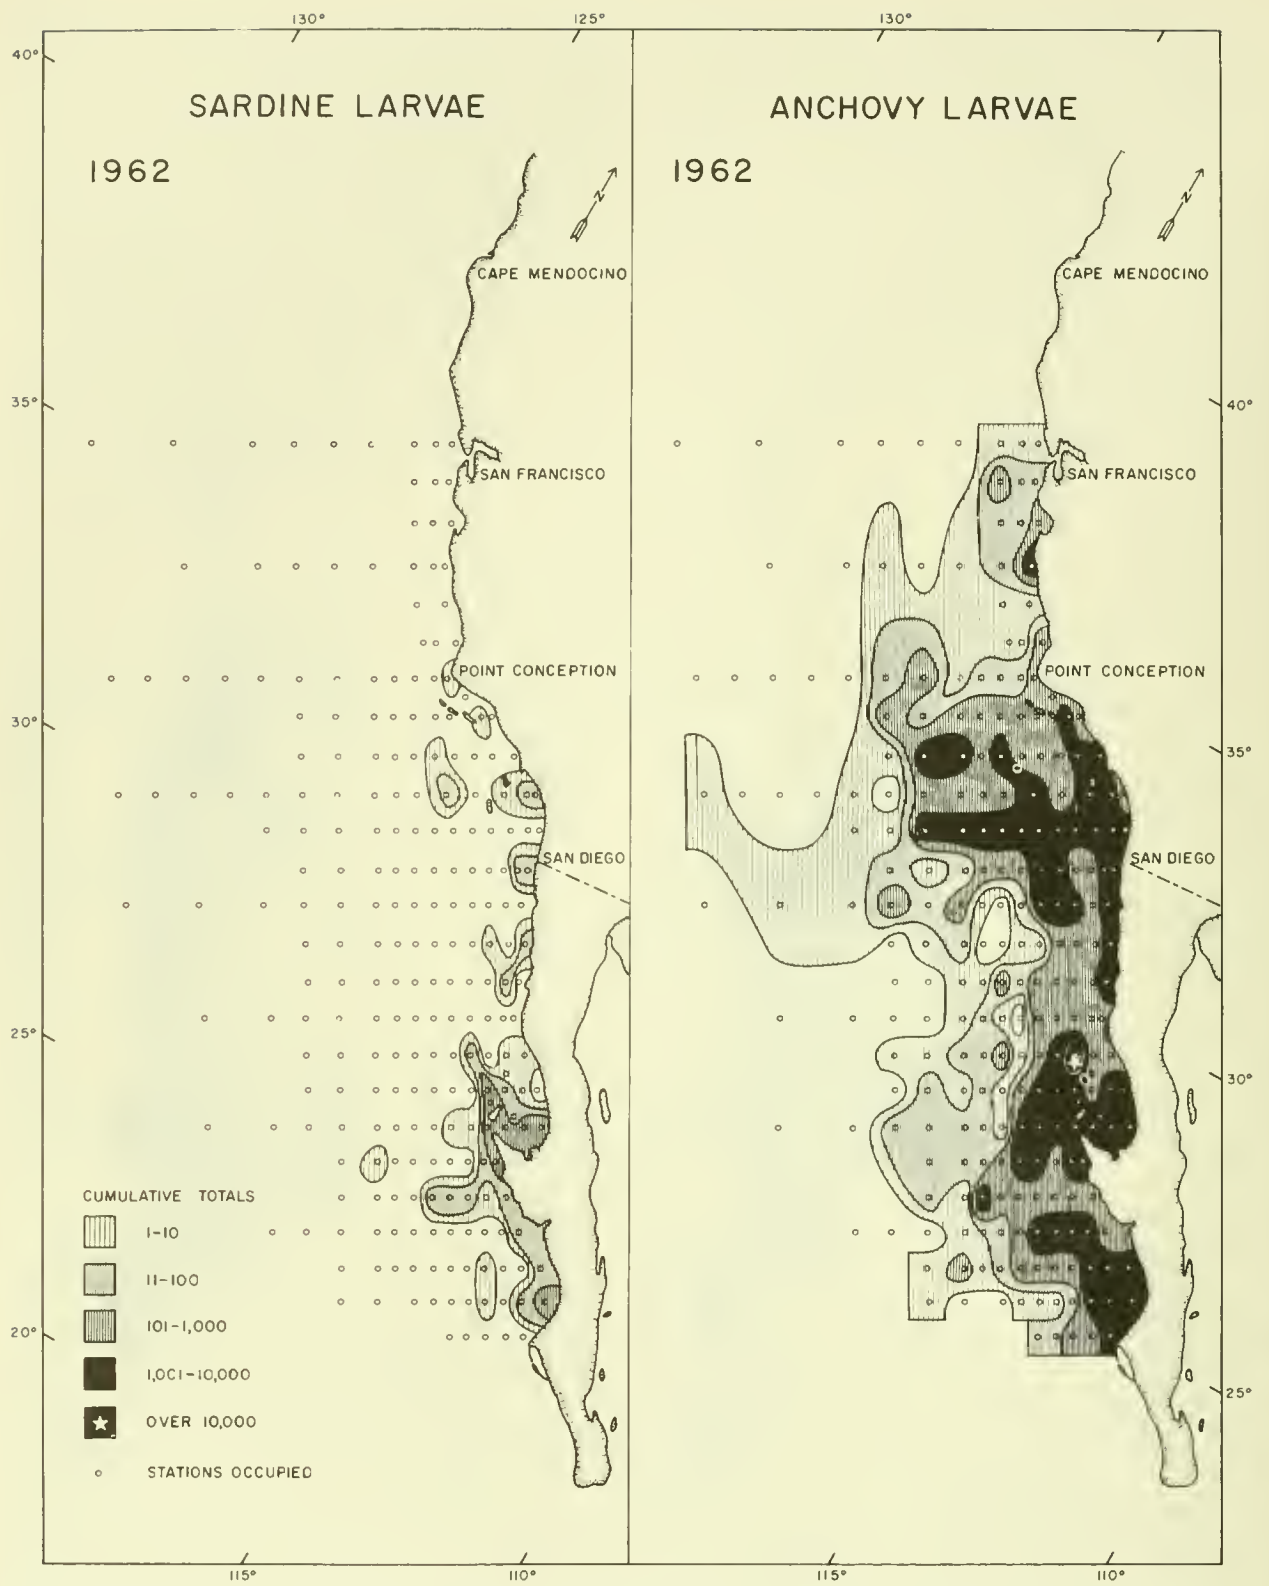 130° 125° 130°
40°
SARDINE LARVAE
ANCHOVY LARVAE
1962
1962
N
N
CAPE MENDOCINO
CAPE MENDOCINO
35°
40°
SAN FRANCISCO
SAN FRANCISCO
POINT CONCEPTION
POINT CONCEPTION
30°
35°
SAN DIEGO
SAN DIEGO
25°
30°
CUMULATIVE TOTALS
1-10
11-100
101-1,000
1,001-10,000
OVER 10,000
STATIONS OCCUPIED
20°
25°
115° 110° 115° 110°